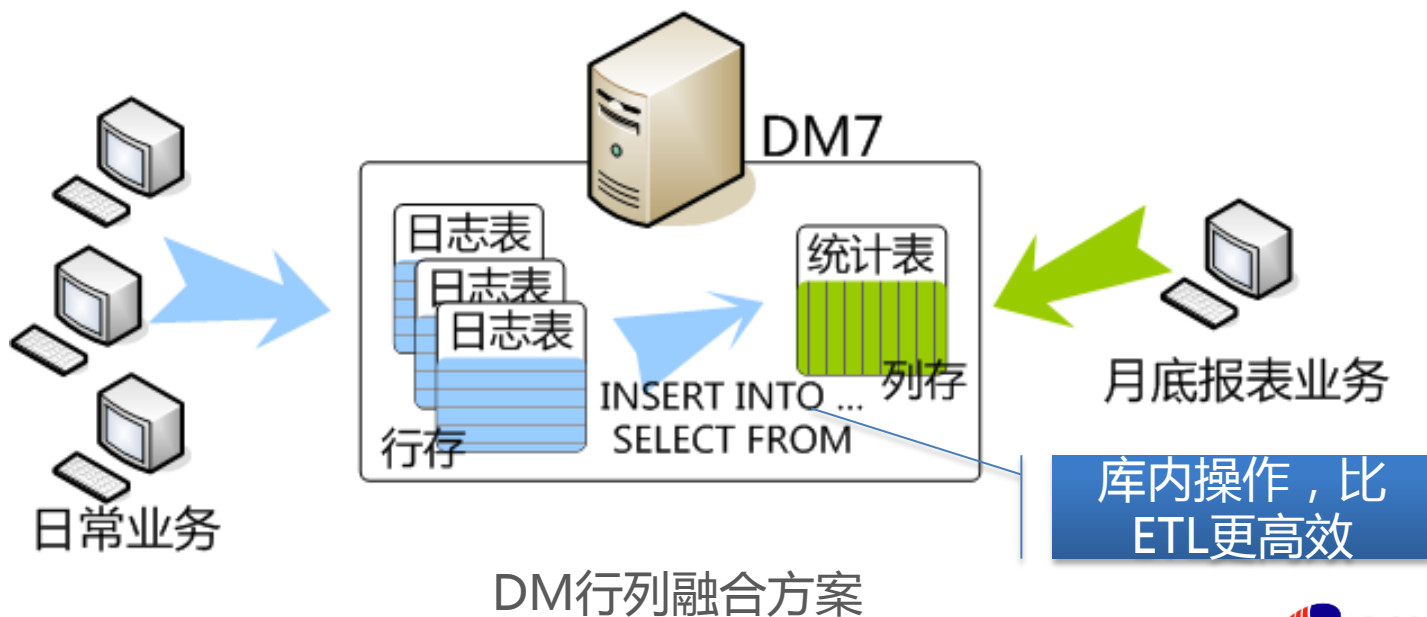 DM7
日志表
日志表
日志表
统计表
行存
列存
INSERT INTO ...
SELECT FROM
日常业务
月底报表业务
库内操作，比
ETL更高效
DM行列融合方案